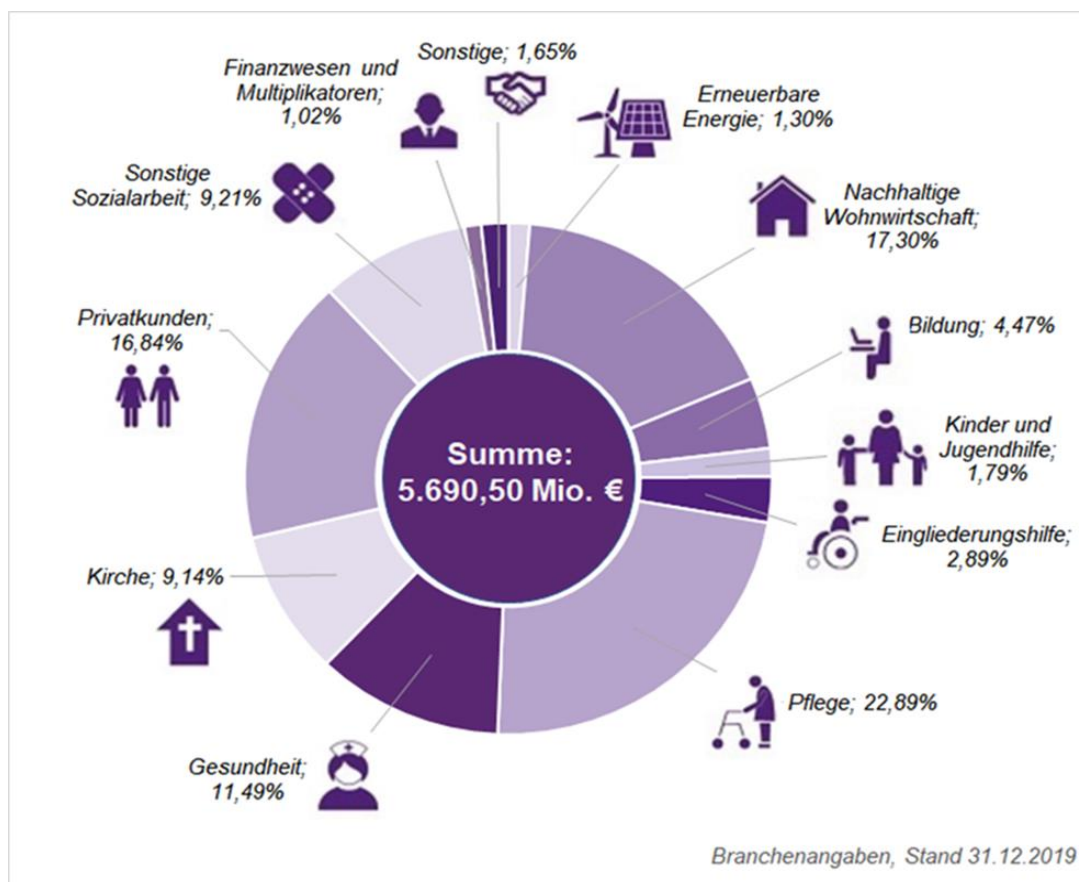 Sonstige; 1,65%
Finanzwesen und
Multiplikatoren;
1,02%
Erneuerbare
Energie; 1,30%
Sonstige
Sozialarbeit; 9,21%
Nachhaltige
Wohnwirtschaft;
17,30%
Privatkunden;
16,84%
Bildung; 4,47%
Kinder und
Jugendhilfe;
1,79%
Summe:
5.690,50 Mio. €
Eingliederungshilfe;
2,89%
Kirche; 9,14%
Pflege; 22,89%
Gesundheit;
11,49%
Branchenangaben, Stand 31.12.2019